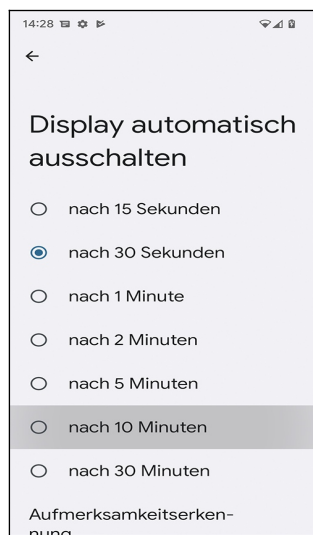 14:28
Display automatisch
ausschalten
nach 15 Sekunden
nach 30 Sekunden
nach 1 Minute
nach 2 Minuten
nach 5 Minuten
nach 10 Minuten
nach 30 Minuten
Aufmerksamkeitserken-
nung